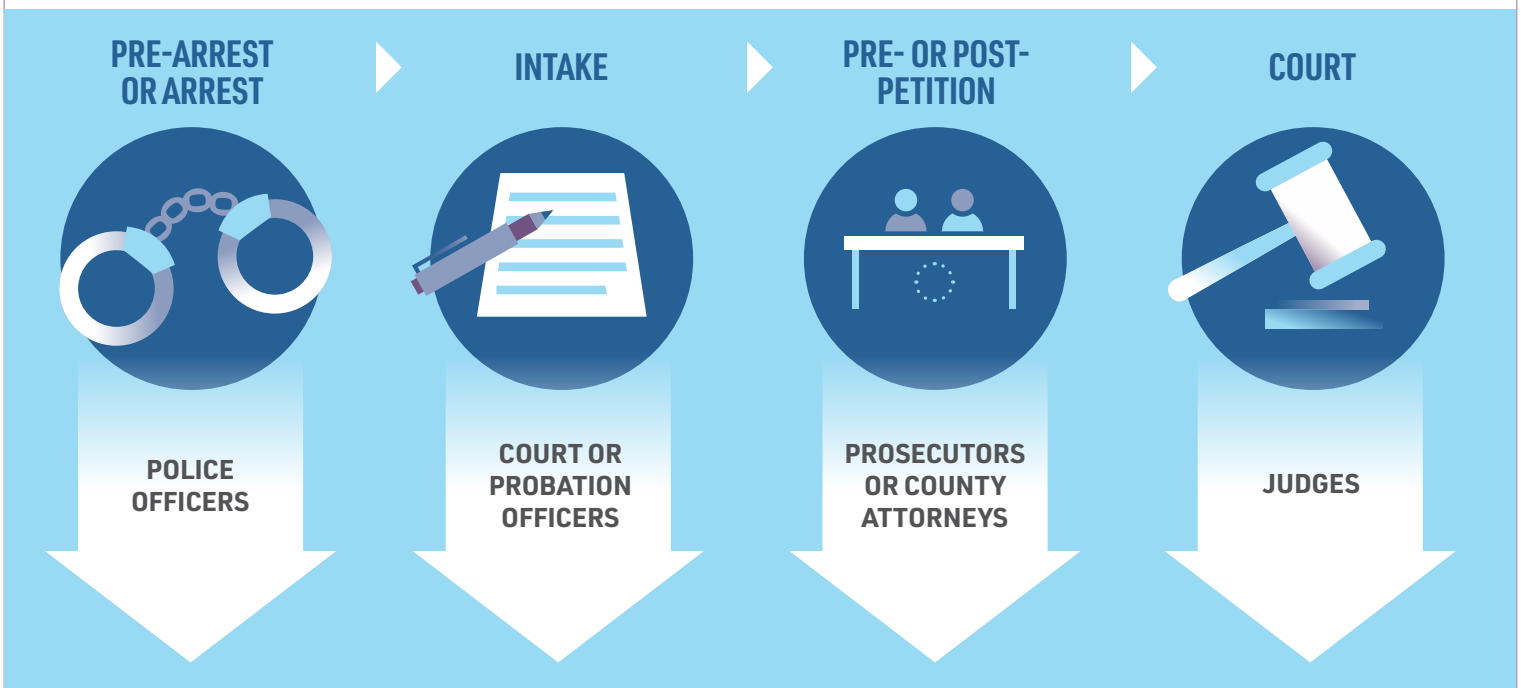 PRE-ARREST
OR ARREST
INTAKE
PRE- OR POST-
PETITION
COURT
POLICE
OFFICERS
COURT OR
PROBATION
OFFICERS
PROSECUTORS
OR COUNTY
ATTORNEYS
JUDGES